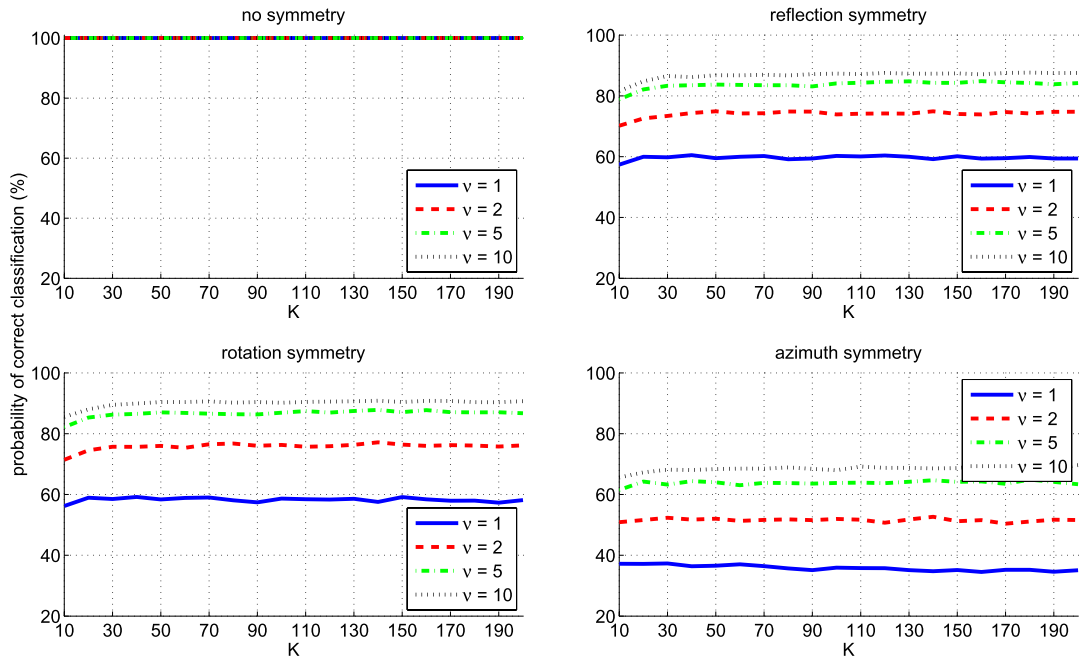 no symmetry
100
80
60
40
20
10 30 50 70 90 110 130 150 170 190
K
ν = 1
ν = 2
ν = 5
ν = 10
reflection symmetry
100
80
60
40
20
10 30 50 70 90 110 130 150 170 190
K
ν = 1
ν = 2
ν = 5
ν = 10
probability of correct classification (%)
rotation symmetry
100
80
60
40
20
10 30 50 70 90 110 130 150 170 190
K
ν = 1
ν = 2
ν = 5
ν = 10
azimuth symmetry
100
80
60
40
20
10 30 50 70 90 110 130 150 170 190
K
ν = 1
ν = 2
ν = 5
ν = 10